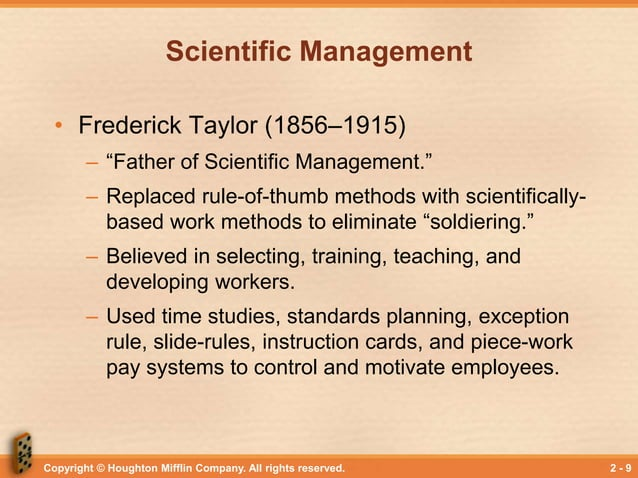 Scientific Management
• Frederick Taylor (1856–1915)
– “Father of Scientific Management.”
– Replaced rule-of-thumb methods with scientifically-
based work methods to eliminate “soldiering.”
– Believed in selecting, training, teaching, and
developing workers.
– Used time studies, standards planning, exception
rule, slide-rules, instruction cards, and piece-work
pay systems to control and motivate employees.
Copyright © Houghton Mifflin Company. All rights reserved.
2 - 9